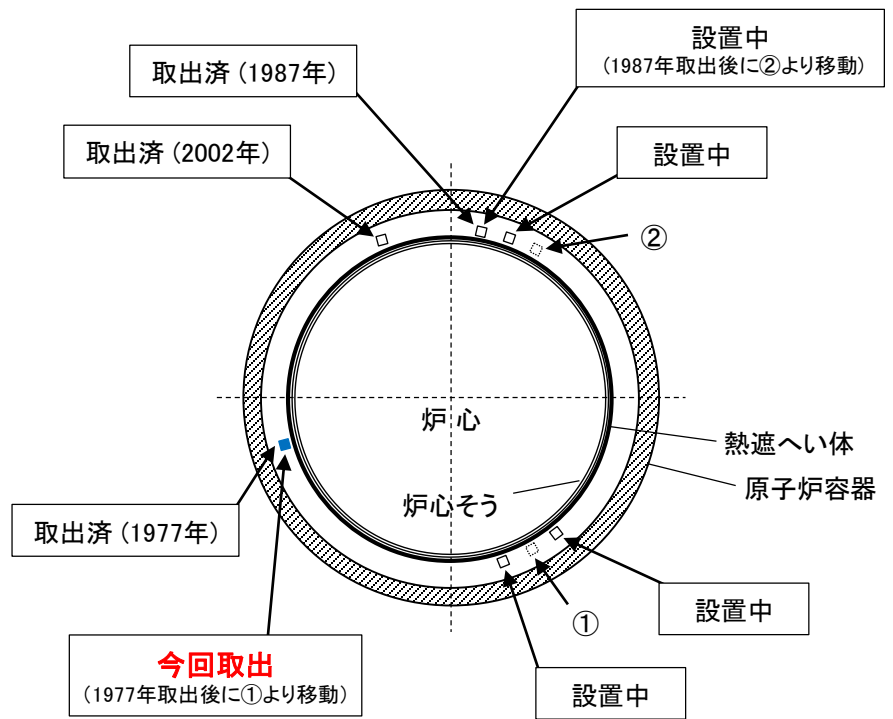 設置中
(1987年取出後に②より移動)
取出済 (1987年)
取出済 (2002年)
設置中
②
炉心
熱遮へい体
原子炉容器
炉心そう
取出済 (1977年)
設置中
①
今回取出
(1977年取出後に①より移動)
設置中